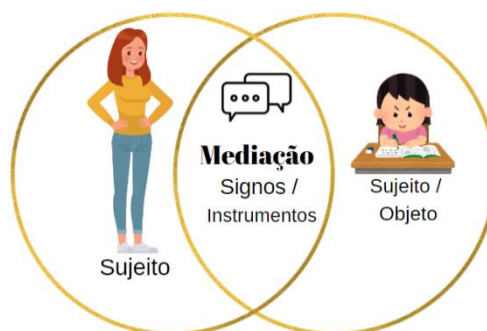 Mediação
Signos /
Instrumentos
Sujeito /
Objeto
Sujeito